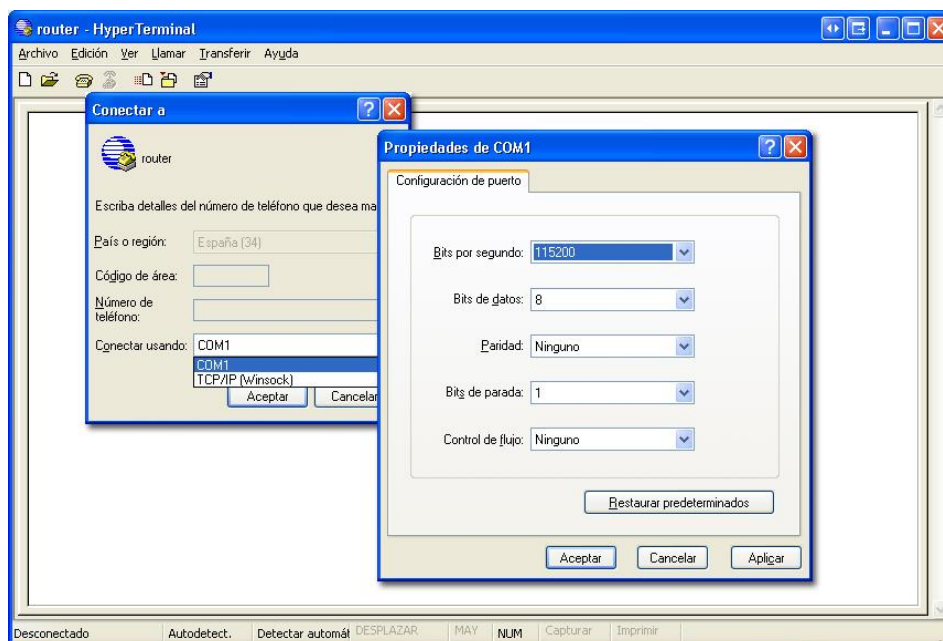 router - HyperTerminal
Archivo Edición Ver Llamar Transferir Ayuda
Conectar a
router
Escriba detalles del número de teléfono que desea ma
País o región: España (34)
Código de área:
Número de
teléfono:
Conectar usando: COM1
COM1
TCP/IP (Winsock)
Aceptar Cancelar
Propiedades de COM1
Configuración de puerto
Bits por segundo: 115200
Bits de datos: 8
Paridad: Ninguno
Bits de parada: 1
Control de flujo: Ninguno
Restaurar predeterminados
Aceptar Cancelar Aplicar
Desconectado Autodetect. Detectar automát DESPLAZAR MAY NUM Capturar Imprimir